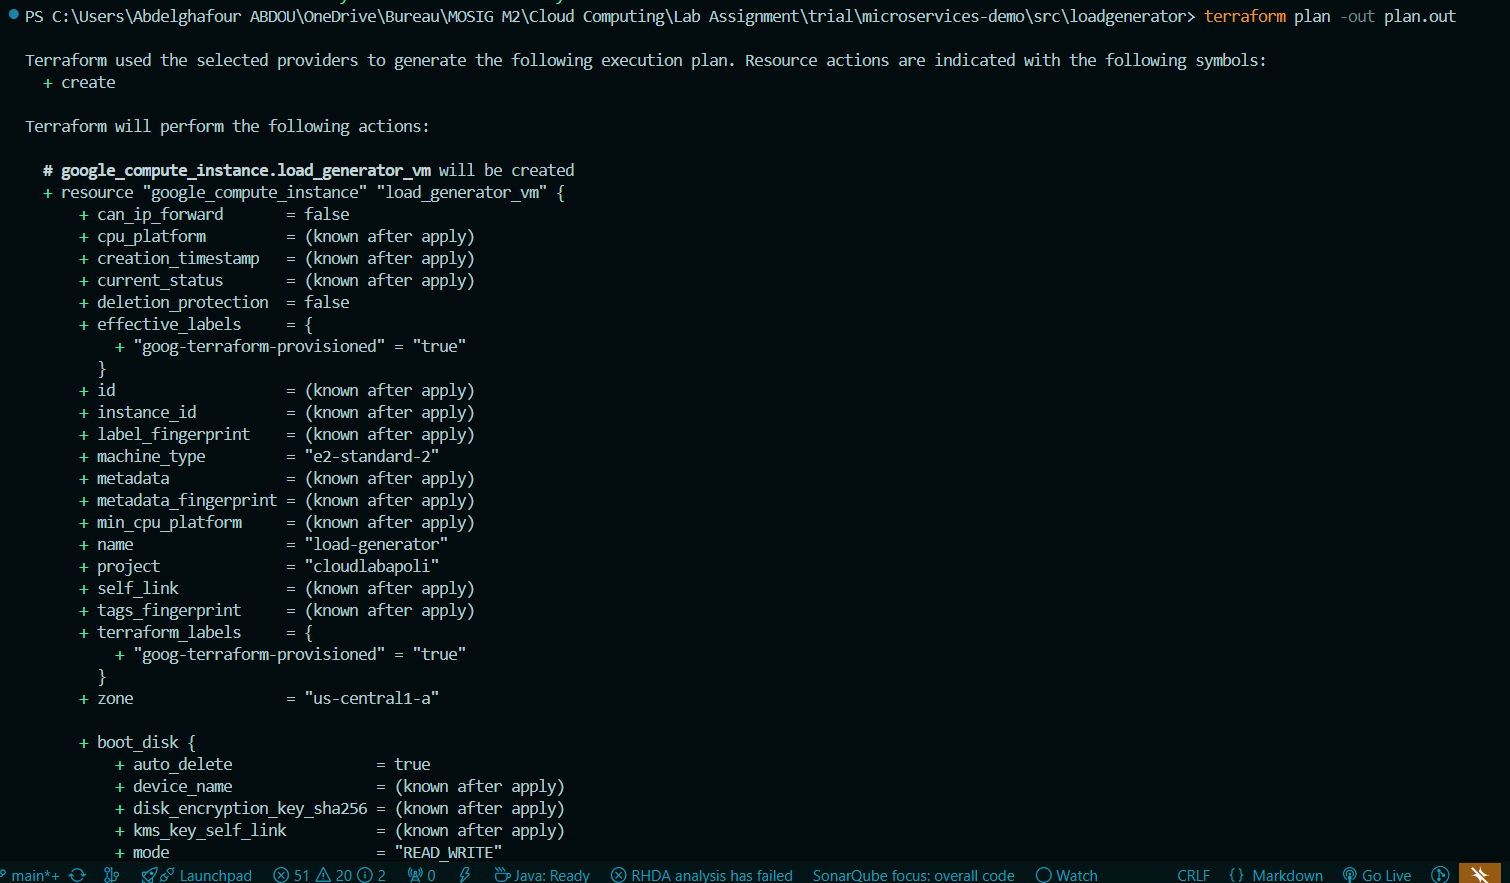 PS C:\Users\Abdelghafour ABDOU\OneDrive\Bureau\MOSIG M2\Cloud Computing\Lab Assignment\trial\microservices-demo\src\loadgenerator> terraform plan -out plan.out
Terraform used the selected providers to generate the following execution plan. Resource actions are indicated with the following symbols:
+ create
Terraform will perform the following actions:
# google_compute_instance.load_generator_vm will be created
+ resource "google_compute_instance" "load_generator_vm" {
+ can_ip_forward = false
+ cpu_platform = (known after apply)
+ creation_timestamp = (known after apply)
+ current_status = (known after apply)
+ deletion_protection = false
+ effective_labels = {
+ "goog-terraform-provisioned" = "true"
}
+ id = (known after apply)
+ instance_id = (known after apply)
+ label_fingerprint = (known after apply)
+ machine_type = "e2-standard-2"
+ metadata = (known after apply)
+ metadata_fingerprint = (known after apply)
+ min_cpu_platform = (known after apply)
+ name = "load-generator"
+ project = "cloudlabapoli"
+ self_link = (known after apply)
+ tags_fingerprint = (known after apply)
+ terraform_labels = {
+ "goog-terraform-provisioned" = "true"
}
+ zone = "us-central1-a"
+ boot_disk {
+ auto_delete = true
+ device_name = (known after apply)
+ disk_encryption_key_sha256 = (known after apply)
+ kms_key_self_link = (known after apply)
+ mode = "READ_WRITE"
main*+ Launchpad 51 20 2 0 Java: Ready RHDA analysis has failed SonarQube focus: overall code Watch CRLF {} Markdown Go Live